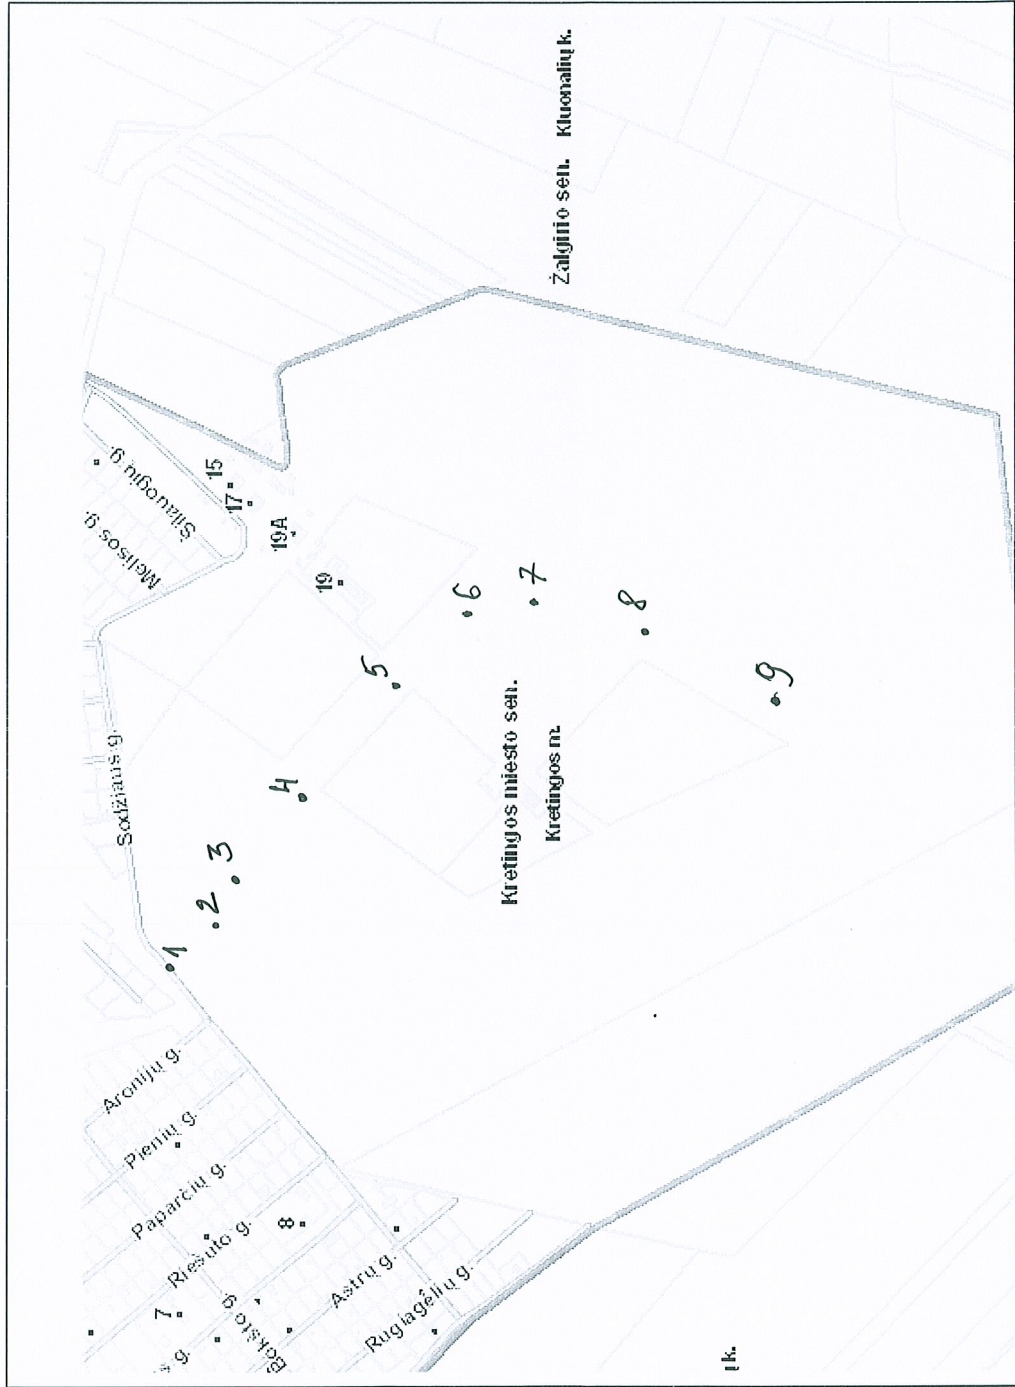 Rugiagėlių g.
Astrų g.
Bokšto g.
s g.
7
8
Riešuto g.
Paparčių g.
Pienių g.
Aronijų g.
Sodžiaus g.
Melisos g.
Šilauogių g.
15
17
19A
19
1
2
3
4
5
6
7
8
9
Kretingos miesto sen.
Kretingos m.
Žalgirio sen. Kluonalių k.
į k.